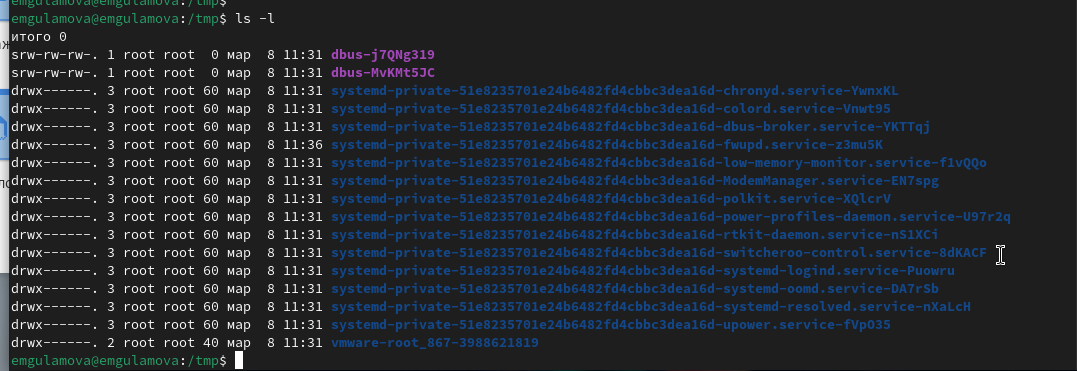 emgulamova@emgulamova:/tmp$
emgulamova@emgulamova:/tmp$ ls -l
итого 0
srw-rw-rw-. 1 root root  0 мар  8 11:31 dbus-j7QNg319
srw-rw-rw-. 1 root root  0 мар  8 11:31 dbus-MvKMt5JC
drwx------. 3 root root 60 мар  8 11:31 systemd-private-51e8235701e24b6482fd4cbbc3dea16d-chronyd.service-YwnxKL
drwx------. 3 root root 60 мар  8 11:31 systemd-private-51e8235701e24b6482fd4cbbc3dea16d-colord.service-Vnwt95
drwx------. 3 root root 60 мар  8 11:31 systemd-private-51e8235701e24b6482fd4cbbc3dea16d-dbus-broker.service-YKTTqj
drwx------. 3 root root 60 мар  8 11:36 systemd-private-51e8235701e24b6482fd4cbbc3dea16d-fwupd.service-z3mu5K
drwx------. 3 root root 60 мар  8 11:31 systemd-private-51e8235701e24b6482fd4cbbc3dea16d-low-memory-monitor.service-f1vQQo
drwx------. 3 root root 60 мар  8 11:31 systemd-private-51e8235701e24b6482fd4cbbc3dea16d-ModemManager.service-EN7spg
drwx------. 3 root root 60 мар  8 11:31 systemd-private-51e8235701e24b6482fd4cbbc3dea16d-polkit.service-XQlcrV
drwx------. 3 root root 60 мар  8 11:31 systemd-private-51e8235701e24b6482fd4cbbc3dea16d-power-profiles-daemon.service-U97r2q
drwx------. 3 root root 60 мар  8 11:31 systemd-private-51e8235701e24b6482fd4cbbc3dea16d-rtkit-daemon.service-nS1XCi
drwx------. 3 root root 60 мар  8 11:31 systemd-private-51e8235701e24b6482fd4cbbc3dea16d-switcheroo-control.service-8dKACF
drwx------. 3 root root 60 мар  8 11:31 systemd-private-51e8235701e24b6482fd4cbbc3dea16d-systemd-logind.service-Puowru
drwx------. 3 root root 60 мар  8 11:31 systemd-private-51e8235701e24b6482fd4cbbc3dea16d-systemd-oomd.service-DA7rSb
drwx------. 3 root root 60 мар  8 11:31 systemd-private-51e8235701e24b6482fd4cbbc3dea16d-systemd-resolved.service-nXaLcH
drwx------. 3 root root 60 мар  8 11:31 systemd-private-51e8235701e24b6482fd4cbbc3dea16d-upower.service-fVpO35
drwx------. 2 root root 40 мар  8 11:31 vmware-root_867-3988621819
emgulamova@emgulamova:/tmp$